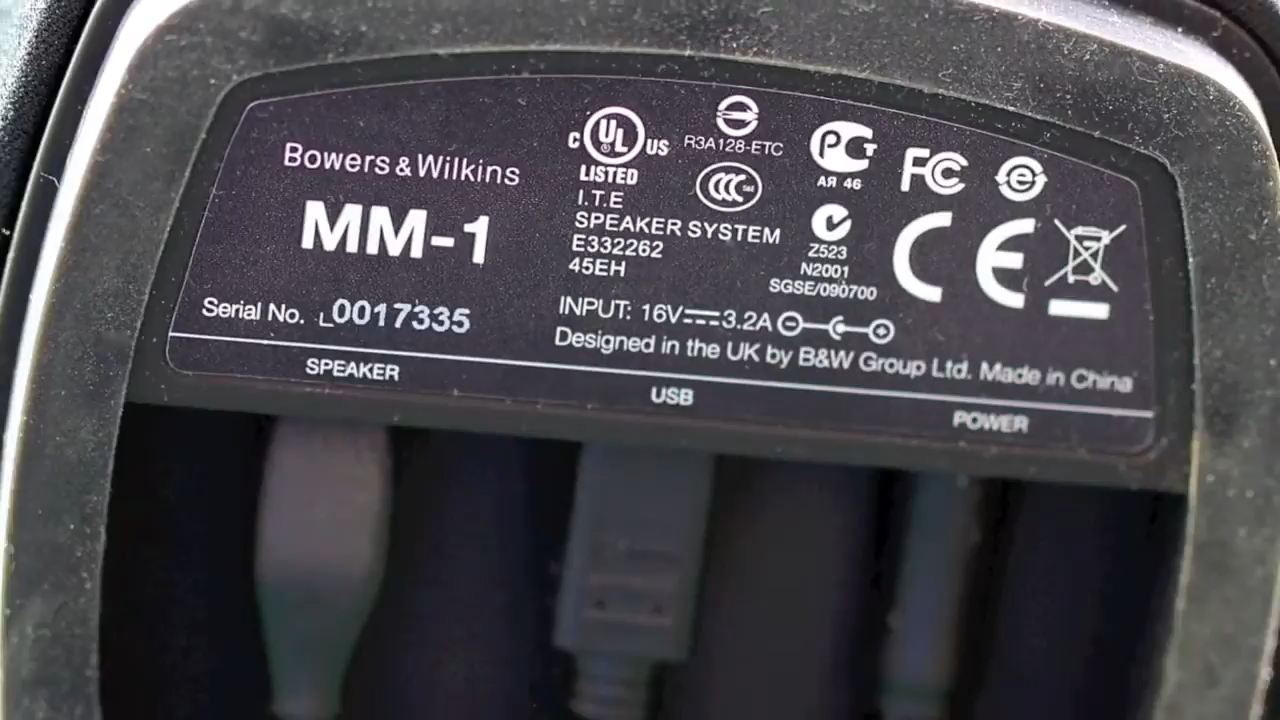 Bowers & Wilkins
MM-1
Serial No. L0017335
C UL US
®
LISTED
I.T.E
SPEAKER SYSTEM
E332262
45EH
R3A128-ETC
CCC S&E
PCT
АЯ 46
FC
e
Z523
N2001
SGSE/090700
CE
INPUT: 16V⎓3.2A
Designed in the UK by B&W Group Ltd. Made in China
SPEAKER
USB
POWER